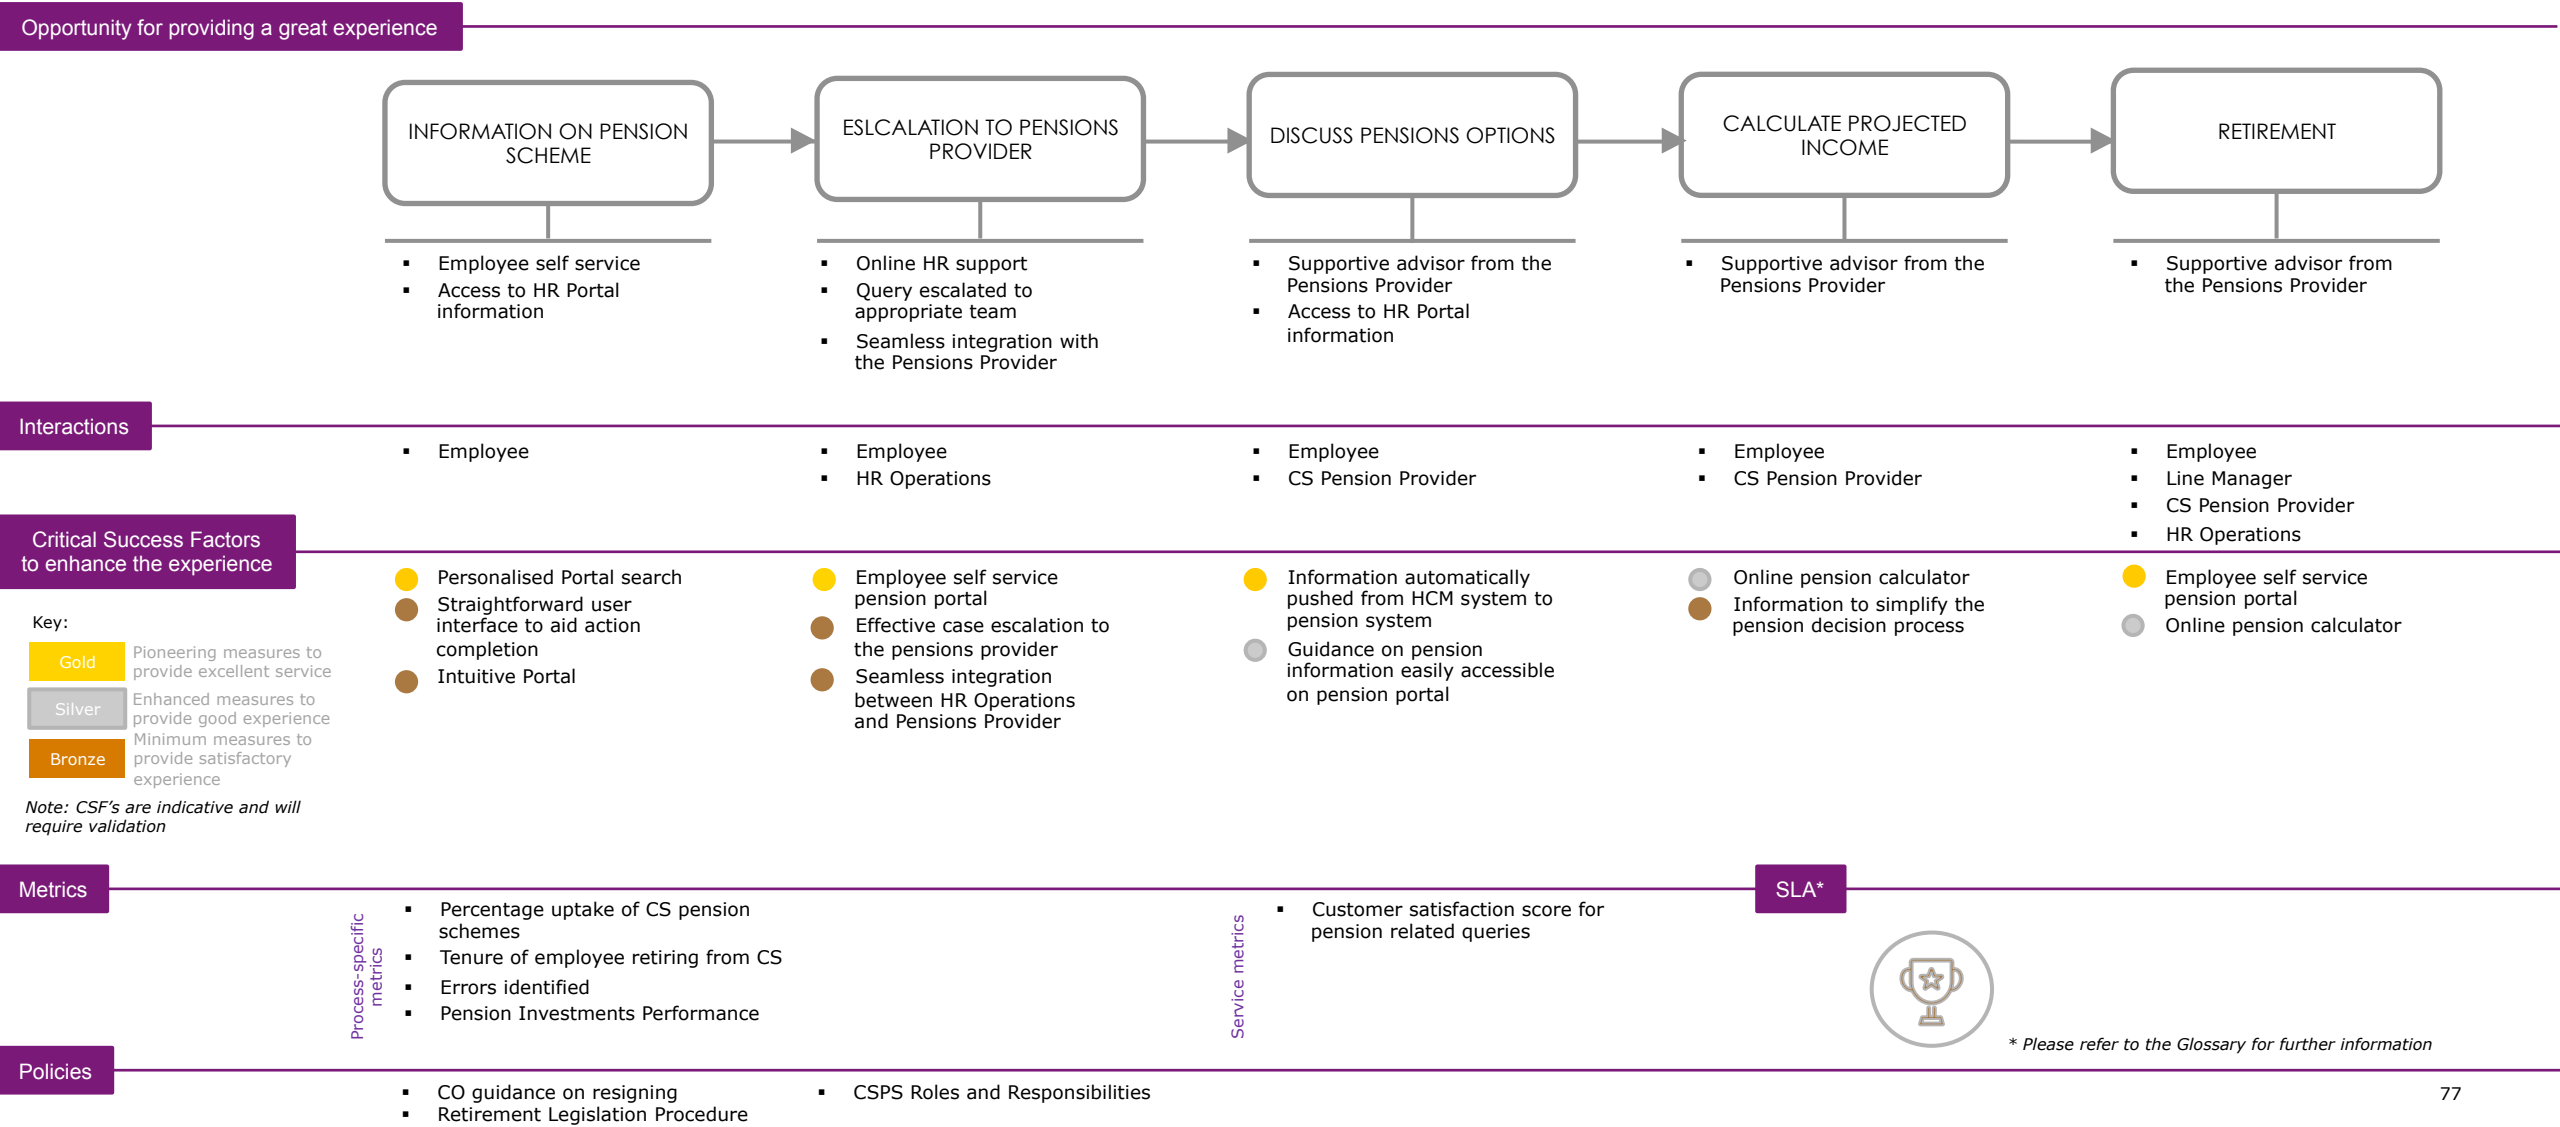 Opportunity for providing a great experience
INFORMATION ON PENSION
SCHEME
ESLCALATION TO PENSIONS
PROVIDER
DISCUSS PENSIONS OPTIONS
CALCULATE PROJECTED
INCOME
RETIREMENT
▪ Employee self service
▪ Access to HR Portal
information
▪ Online HR support
▪ Query escalated to
appropriate team
▪ Seamless integration with
the Pensions Provider
▪ Supportive advisor from the
Pensions Provider
▪ Access to HR Portal
information
▪ Supportive advisor from the
Pensions Provider
▪ Supportive advisor from
the Pensions Provider
Interactions
▪ Employee
▪ Employee
▪ HR Operations
▪ Employee
▪ CS Pension Provider
▪ Employee
▪ CS Pension Provider
▪ Employee
▪ Line Manager
▪ CS Pension Provider
▪ HR Operations
Critical Success Factors
to enhance the experience
Key:
Gold
Pioneering measures to
provide excellent service
Silver
Enhanced measures to
provide good experience
Bronze
Minimum measures to
provide satisfactory
experience
Note: CSF's are indicative and will
require validation
Personalised Portal search
Straightforward user
interface to aid action
completion
Intuitive Portal
Employee self service
pension portal
Effective case escalation to
the pensions provider
Seamless integration
between HR Operations
and Pensions Provider
Information automatically
pushed from HCM system to
pension system
Guidance on pension
information easily accessible
on pension portal
Online pension calculator
Information to simplify the
pension decision process
Employee self service
pension portal
Online pension calculator
Metrics
Process-specific
metrics
▪ Percentage uptake of CS pension
schemes
▪ Tenure of employee retiring from CS
▪ Errors identified
▪ Pension Investments Performance
Service metrics
▪ Customer satisfaction score for
pension related queries
SLA*
* Please refer to the Glossary for further information
Policies
▪ CO guidance on resigning
▪ Retirement Legislation Procedure
▪ CSPS Roles and Responsibilities
77